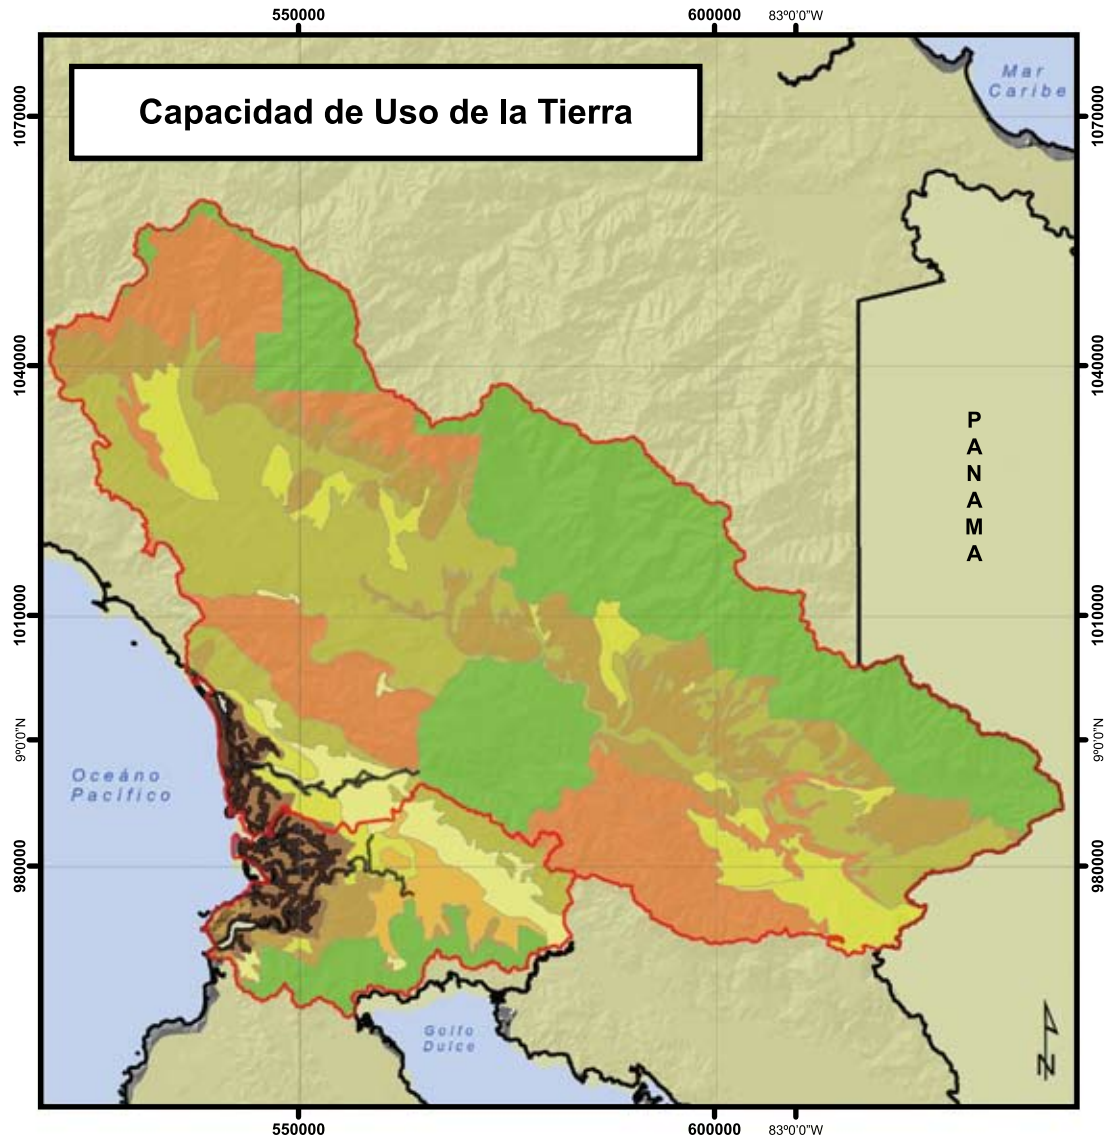 550000
600000
83º0'0"W
1070000
1070000
Capacidad de Uso de la Tierra
Mar
Caribe
1040000
1040000
P
A
N
A
M
A
1010000
1010000
9º0'0"N
9º0'0"N
Oceáno
Pacífico
980000
980000
Golfo
Dulce
N
550000
600000
83º0'0"W